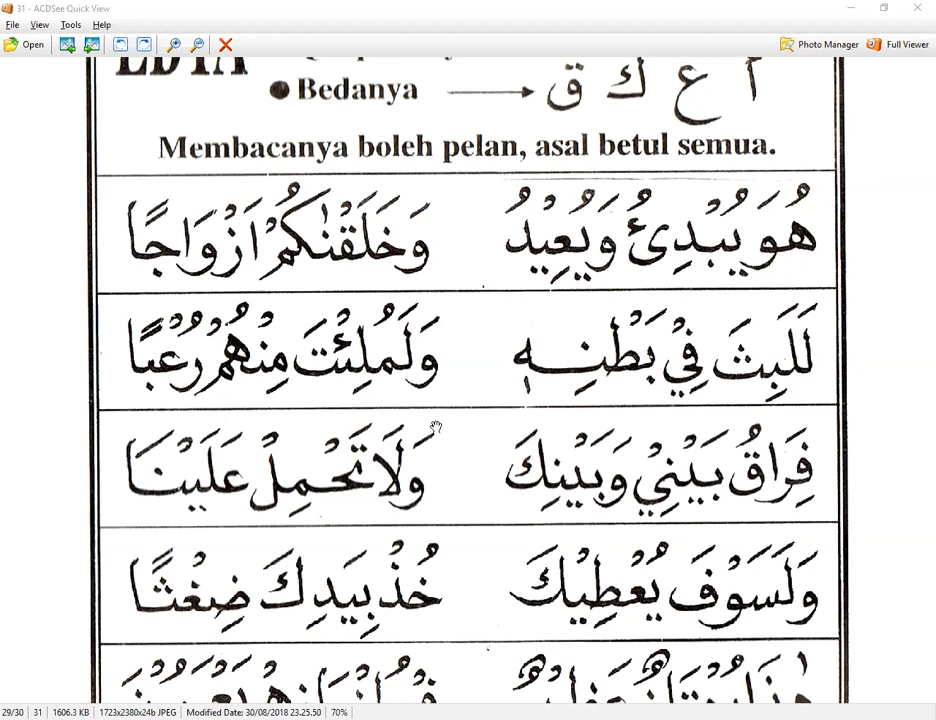 31 - ACDSee Quick View
File View Tools Help
Open Photo Manager Full Viewer
Bedanya ا ع ك ق
Membacanya boleh pelan, asal betul semua.
هُوَ يُبْدِئُ وَيُعِيْدُ وَخَلَقْنٰكُمْ اَزْوَاجًا
لَلَبِثَ فِيْ بَطْنِهٖ وَلَمُلِئْتَ مِنْهُمْ رُعْبًا
فِرَاقُ بَيْنِيْ وَبَيْنِكَ وَلَا تَحْمِلْ عَلَيْنَا
وَلَسَوْفَ يُعْطِيْكَ خُذْ بِيَدِكَ ضِغْثًا
29/30 31 1606.3 KB 1723x2380x24b JPEG Modified Date: 30/08/2018 23.25.50 70%